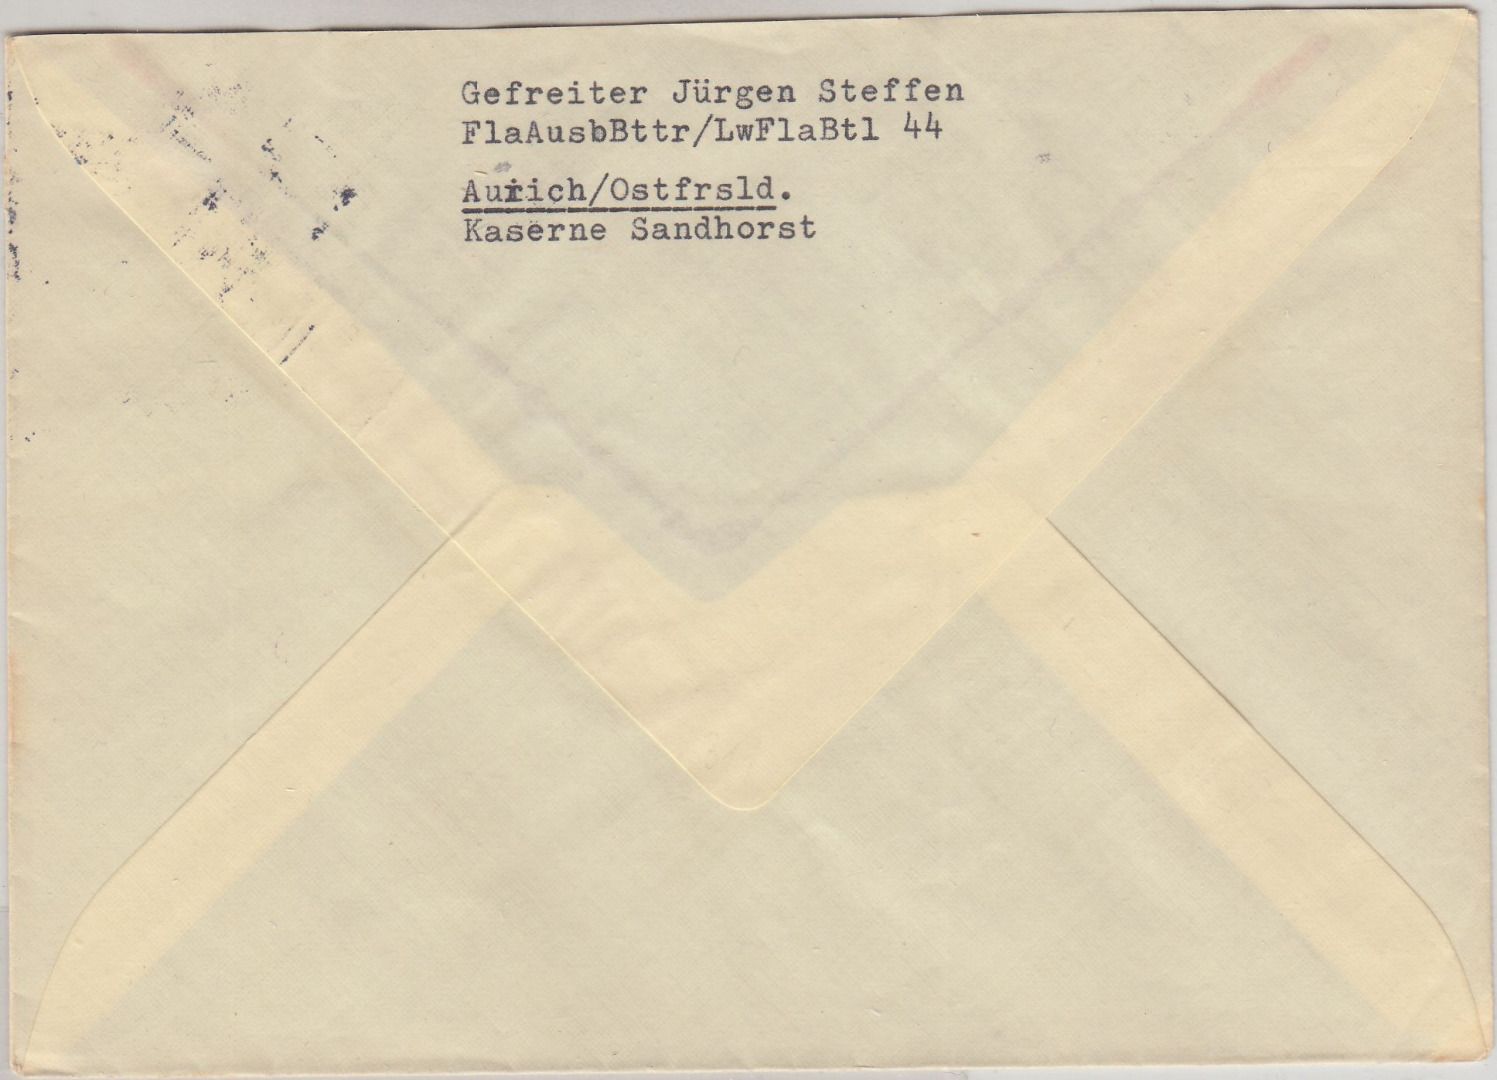 Gefreiter Jürgen Steffen
FlaAusbBttr/LwFlaBtl 44
Aurich/Ostfrsld.
Kaserne Sandhorst